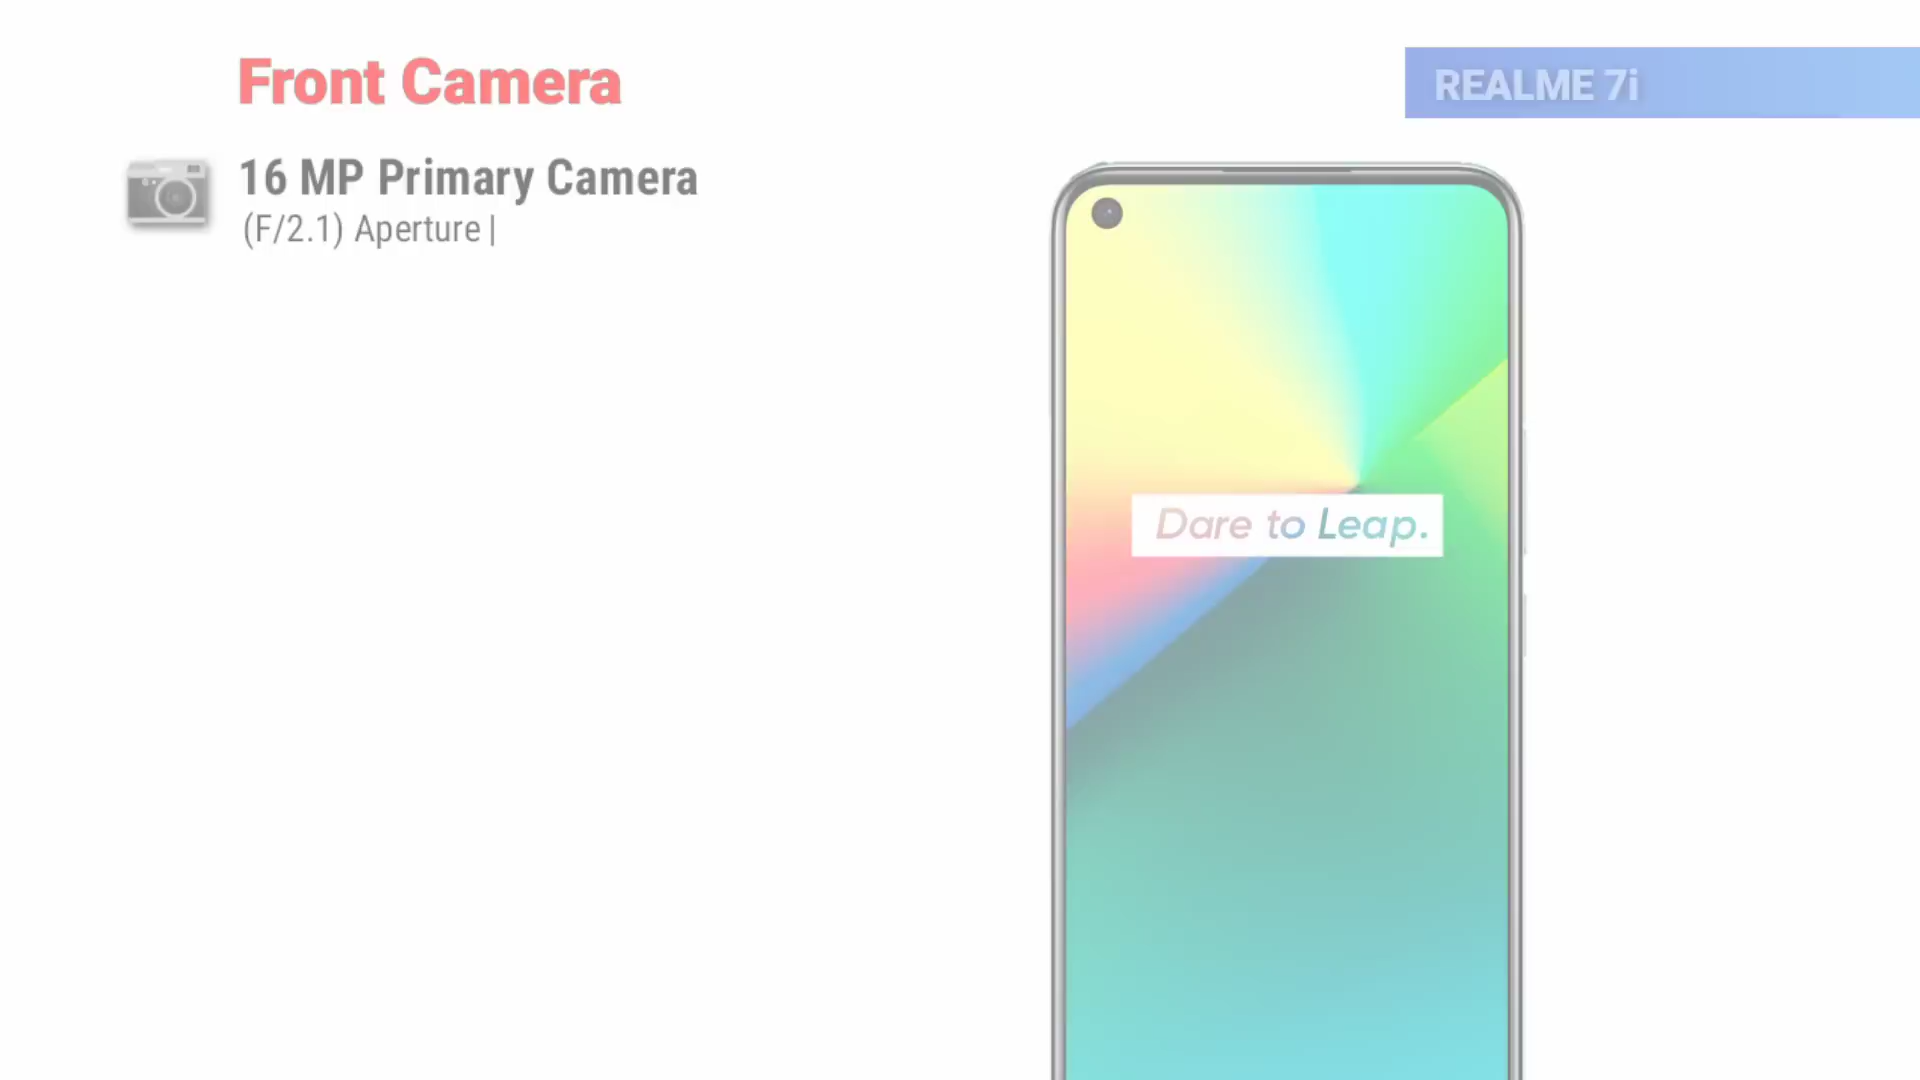 Front Camera
REALME 7i
16 MP Primary Camera
(F/2.1) Aperture |
Dare to Leap.